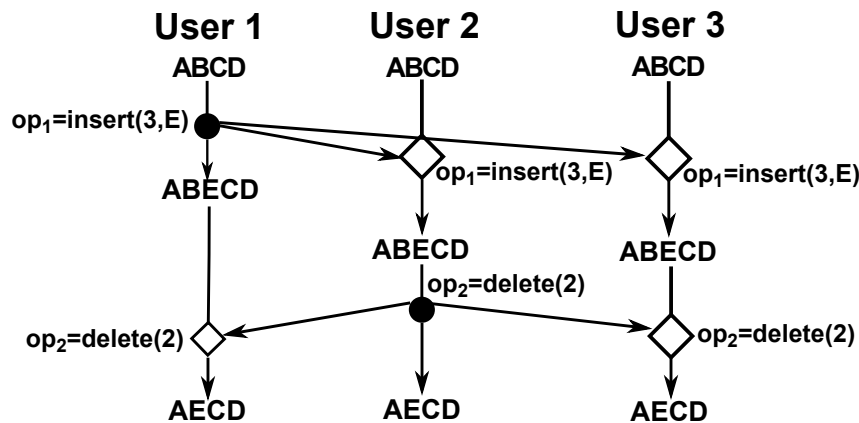 User 1 User 2 User 3
ABCD ABCD ABCD
op1=insert(3,E)
op1=insert(3,E) op1=insert(3,E)
ABECD
ABECD ABECD
op2=delete(2)
op2=delete(2) op2=delete(2)
AECD AECD AECD